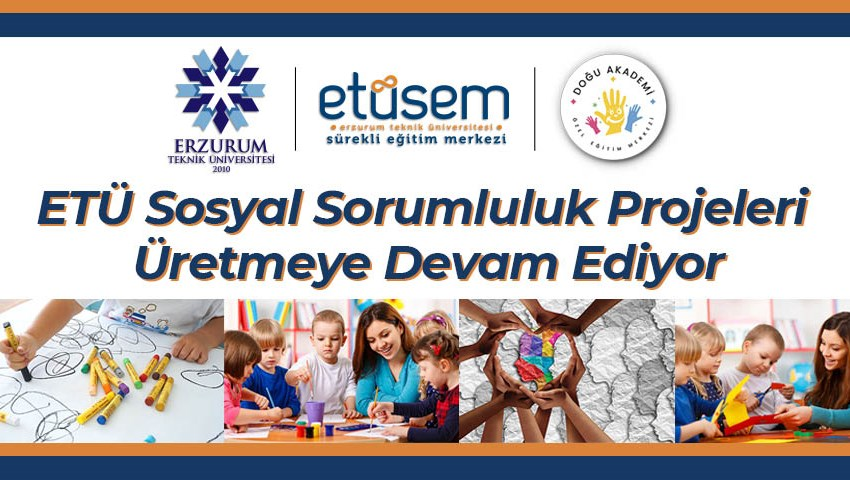 ERZURUM
TEKNİK ÜNİVERSİTESİ
2010
etüsem
erzurum teknik üniversitesi
sürekli eğitim merkezi
DOĞU AKADEMİ
ÖZEL EĞİTİM MERKEZİ
ETÜ Sosyal Sorumluluk Projeleri
Üretmeye Devam Ediyor